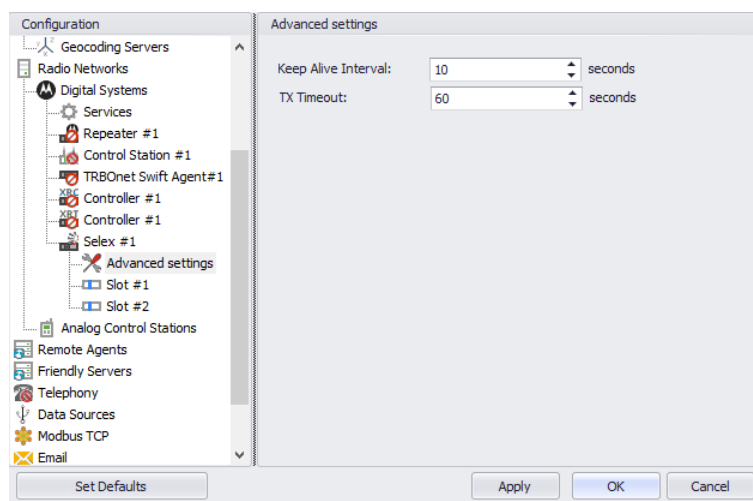 Configuration
Geocoding Servers
Radio Networks
Digital Systems
Services
Repeater #1
Control Station #1
TRBOnet Swift Agent#1
XRC Controller #1
XRT Controller #1
Selex #1
Advanced settings
Slot #1
Slot #2
Analog Control Stations
Remote Agents
Friendly Servers
Telephony
Data Sources
Modbus TCP
Email
Set Defaults
Advanced settings
Keep Alive Interval: 10 seconds
TX Timeout: 60 seconds
Apply OK Cancel